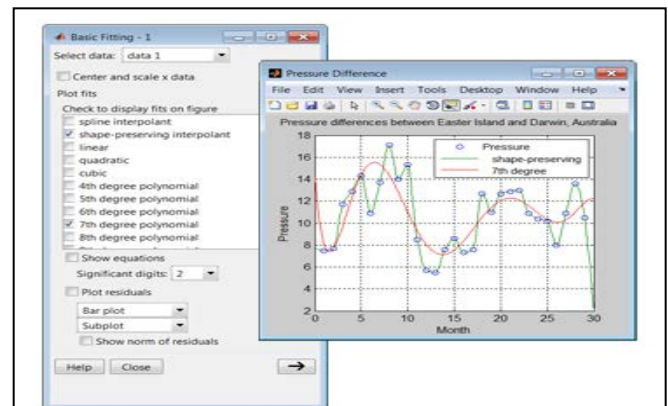 Basic Fitting - 1
Select data: data 1
Center and scale x data
Plot fits
Check to display fits on figure
spline interpolant
shape-preserving interpolant
linear
quadratic
cubic
4th degree polynomial
5th degree polynomial
6th degree polynomial
7th degree polynomial
8th degree polynomial
Show equations
Significant digits: 2
Plot residuals
Bar plot
Subplot
Show norm of residuals
Help Close
Pressure Difference
File Edit View Insert Tools Desktop Window Help
Pressure differences between Easter Island and Darwin, Australia
Pressure
shape-preserving
7th degree
18
16
14
12
10
8
6
4
2
Pressure
0 5 10 15 20 25 30
Month